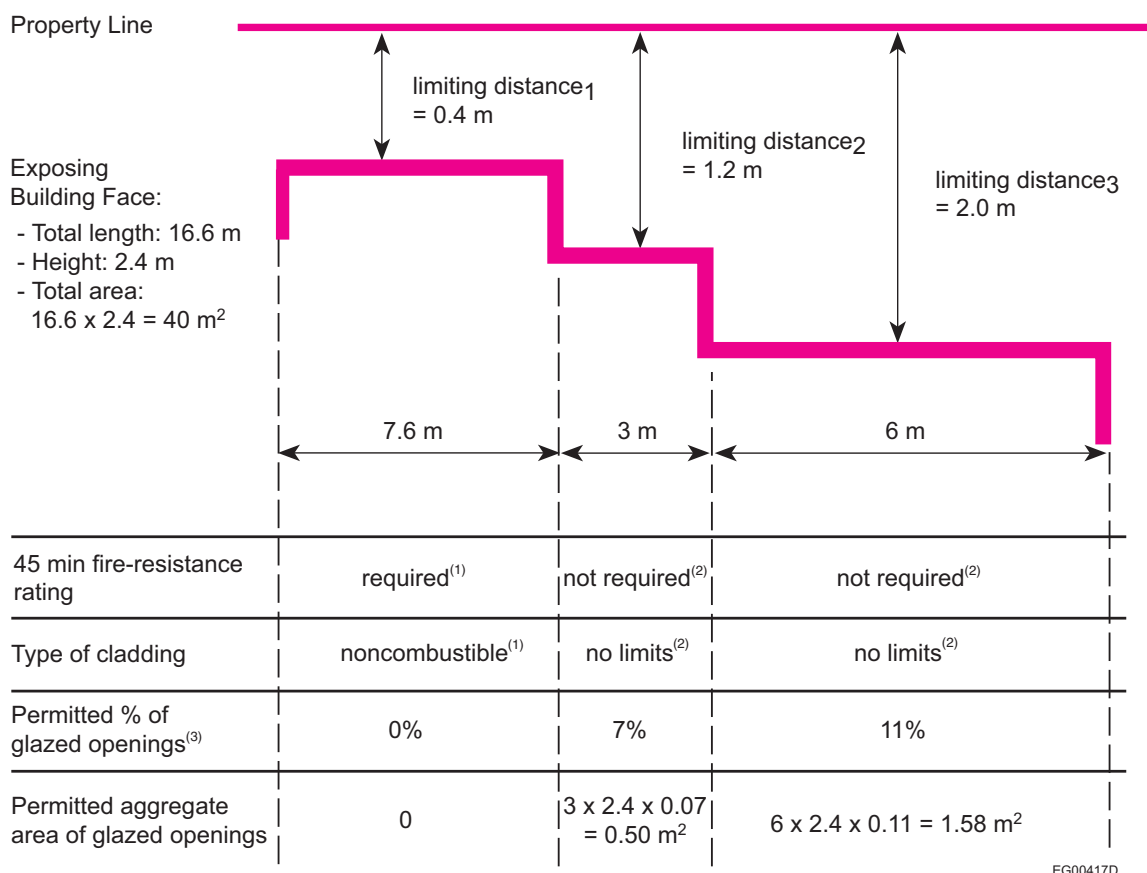 Property Line
limiting distance1
= 0.4 m
limiting distance2
= 1.2 m
limiting distance3
= 2.0 m
Exposing
Building Face:
- Total length: 16.6 m
- Height: 2.4 m
- Total area:
16.6 x 2.4 = 40 m²
7.6 m
3 m
6 m
45 min fire-resistance
rating
required(1)
not required(2)
not required(2)
Type of cladding
noncombustible(1)
no limits(2)
no limits(2)
Permitted % of
glazed openings(3)
0%
7%
11%
Permitted aggregate
area of glazed openings
0
3 x 2.4 x 0.07
= 0.50 m²
6 x 2.4 x 0.11 = 1.58 m²
EG00417D